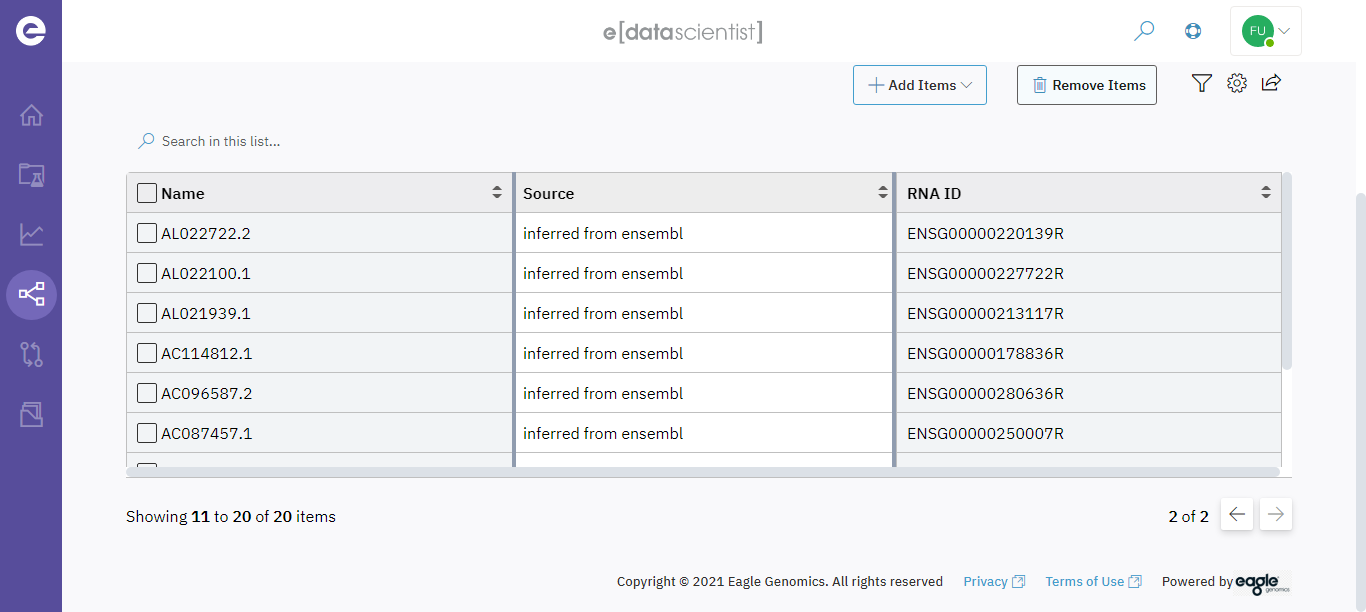 e[datascientist]
FU
Add Items
Remove Items
Search in this list...
Name Source RNA ID
AL022722.2 inferred from ensembl ENSG00000220139R
AL022100.1 inferred from ensembl ENSG00000227722R
AL021939.1 inferred from ensembl ENSG00000213117R
AC114812.1 inferred from ensembl ENSG00000178836R
AC096587.2 inferred from ensembl ENSG00000280636R
AC087457.1 inferred from ensembl ENSG00000250007R
Showing 11 to 20 of 20 items 2 of 2
Copyright © 2021 Eagle Genomics. All rights reserved Privacy Terms of Use Powered by eagle genomics